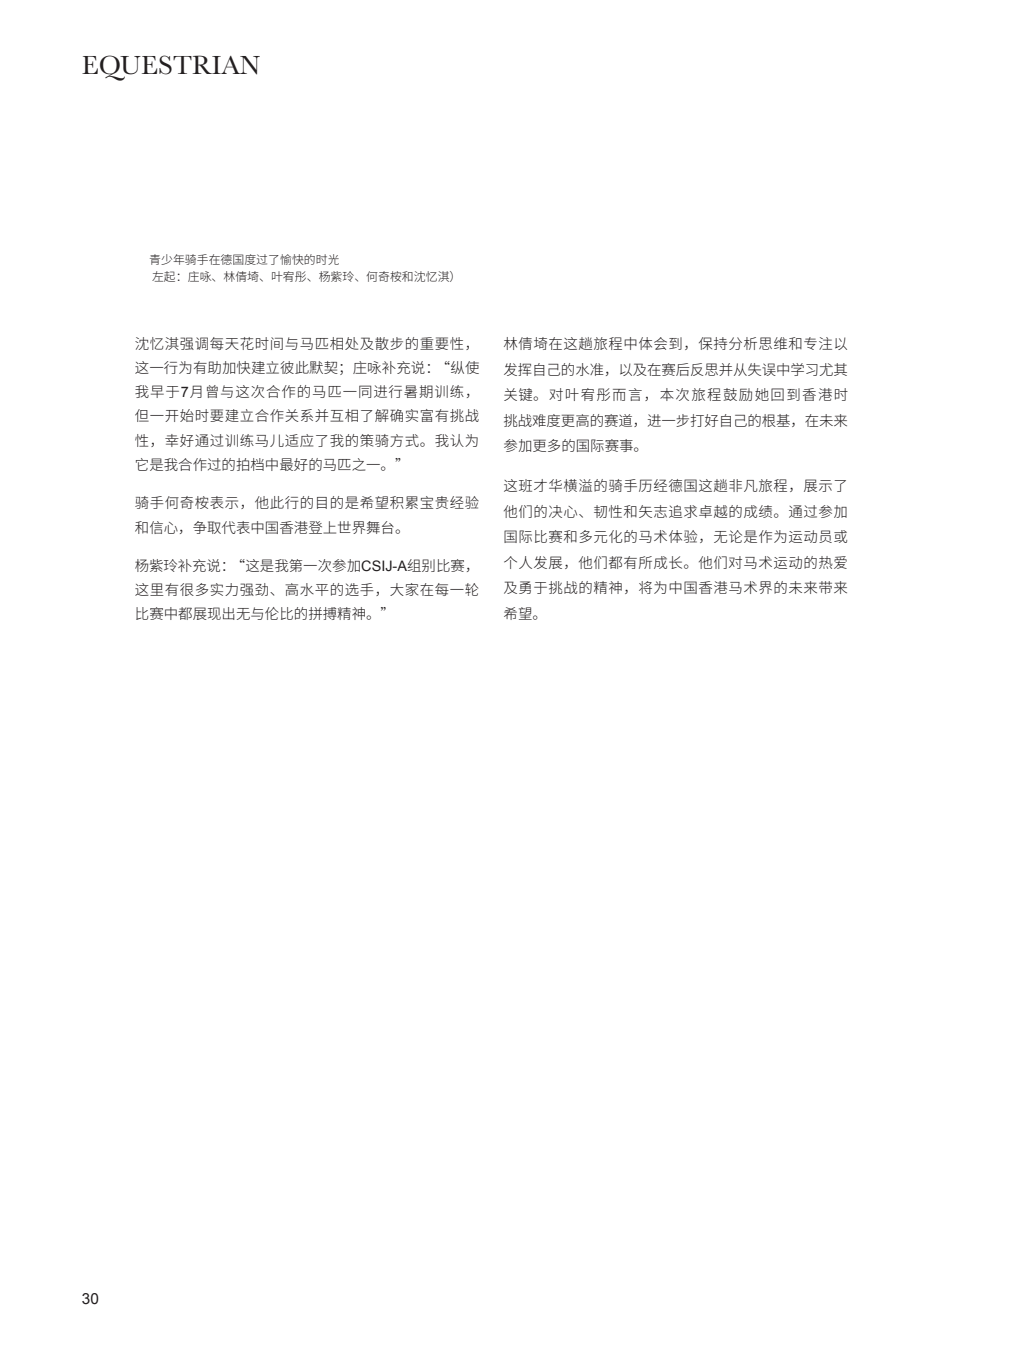 EQUESTRIAN
青少年骑手在德国度过了愉快的时光
左起：庄咏、林倩埼、叶宥彤、杨紫玲、何奇桉和沈忆淇）
沈忆淇强调每天花时间与马匹相处及散步的重要性，
这一行为有助加快建立彼此默契；庄咏补充说：“纵使
我早于7月曾与这次合作的马匹一同进行暑期训练，
但一开始时要建立合作关系并互相了解确实富有挑战
性，幸好通过训练马儿适应了我的策骑方式。我认为
它是我合作过的拍档中最好的马匹之一。”
骑手何奇桉表示，他此行的目的是希望积累宝贵经验
和信心，争取代表中国香港登上世界舞台。
杨紫玲补充说：“这是我第一次参加CSIJ-A组别比赛，
这里有很多实力强劲、高水平的选手，大家在每一轮
比赛中都展现出无与伦比的拼搏精神。”
林倩埼在这趟旅程中体会到，保持分析思维和专注以
发挥自己的水准，以及在赛后反思并从失误中学习尤其
关键。对叶宥彤而言，本次旅程鼓励她回到香港时
挑战难度更高的赛道，进一步打好自己的根基，在未来
参加更多的国际赛事。
这班才华横溢的骑手历经德国这趟非凡旅程，展示了
他们的决心、韧性和矢志追求卓越的成绩。通过参加
国际比赛和多元化的马术体验，无论是作为运动员或
个人发展，他们都有所成长。他们对马术运动的热爱
及勇于挑战的精神，将为中国香港马术界的未来带来
希望。
30